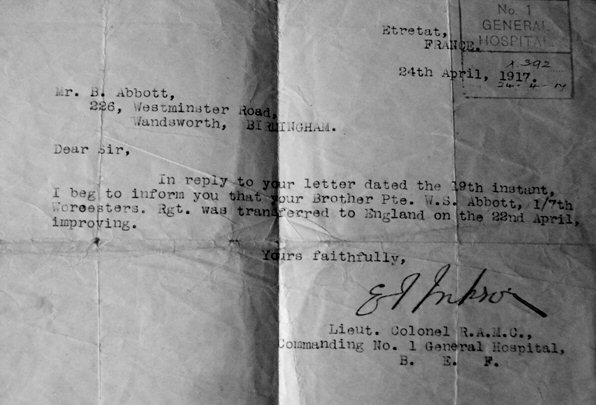 No. 1
GENERAL
HOSPITAL
Etretat,
FRANCE.
24th April, 1917.
Mr. B. Abbott,
226, Westminster Road,
Wandsworth, BIRMINGHAM.
Dear Sir,
In reply to your letter dated the 19th instant,
I beg to inform you that your Brother Pte. W.S. Abbott, 1/7th
Worcesters. Rgt. was transferred to England on the 22nd April,
improving.
Yours faithfully,
Lieut. Colonel R.A.M.C.,
Commanding No. 1 General Hospital,
B. E. F.